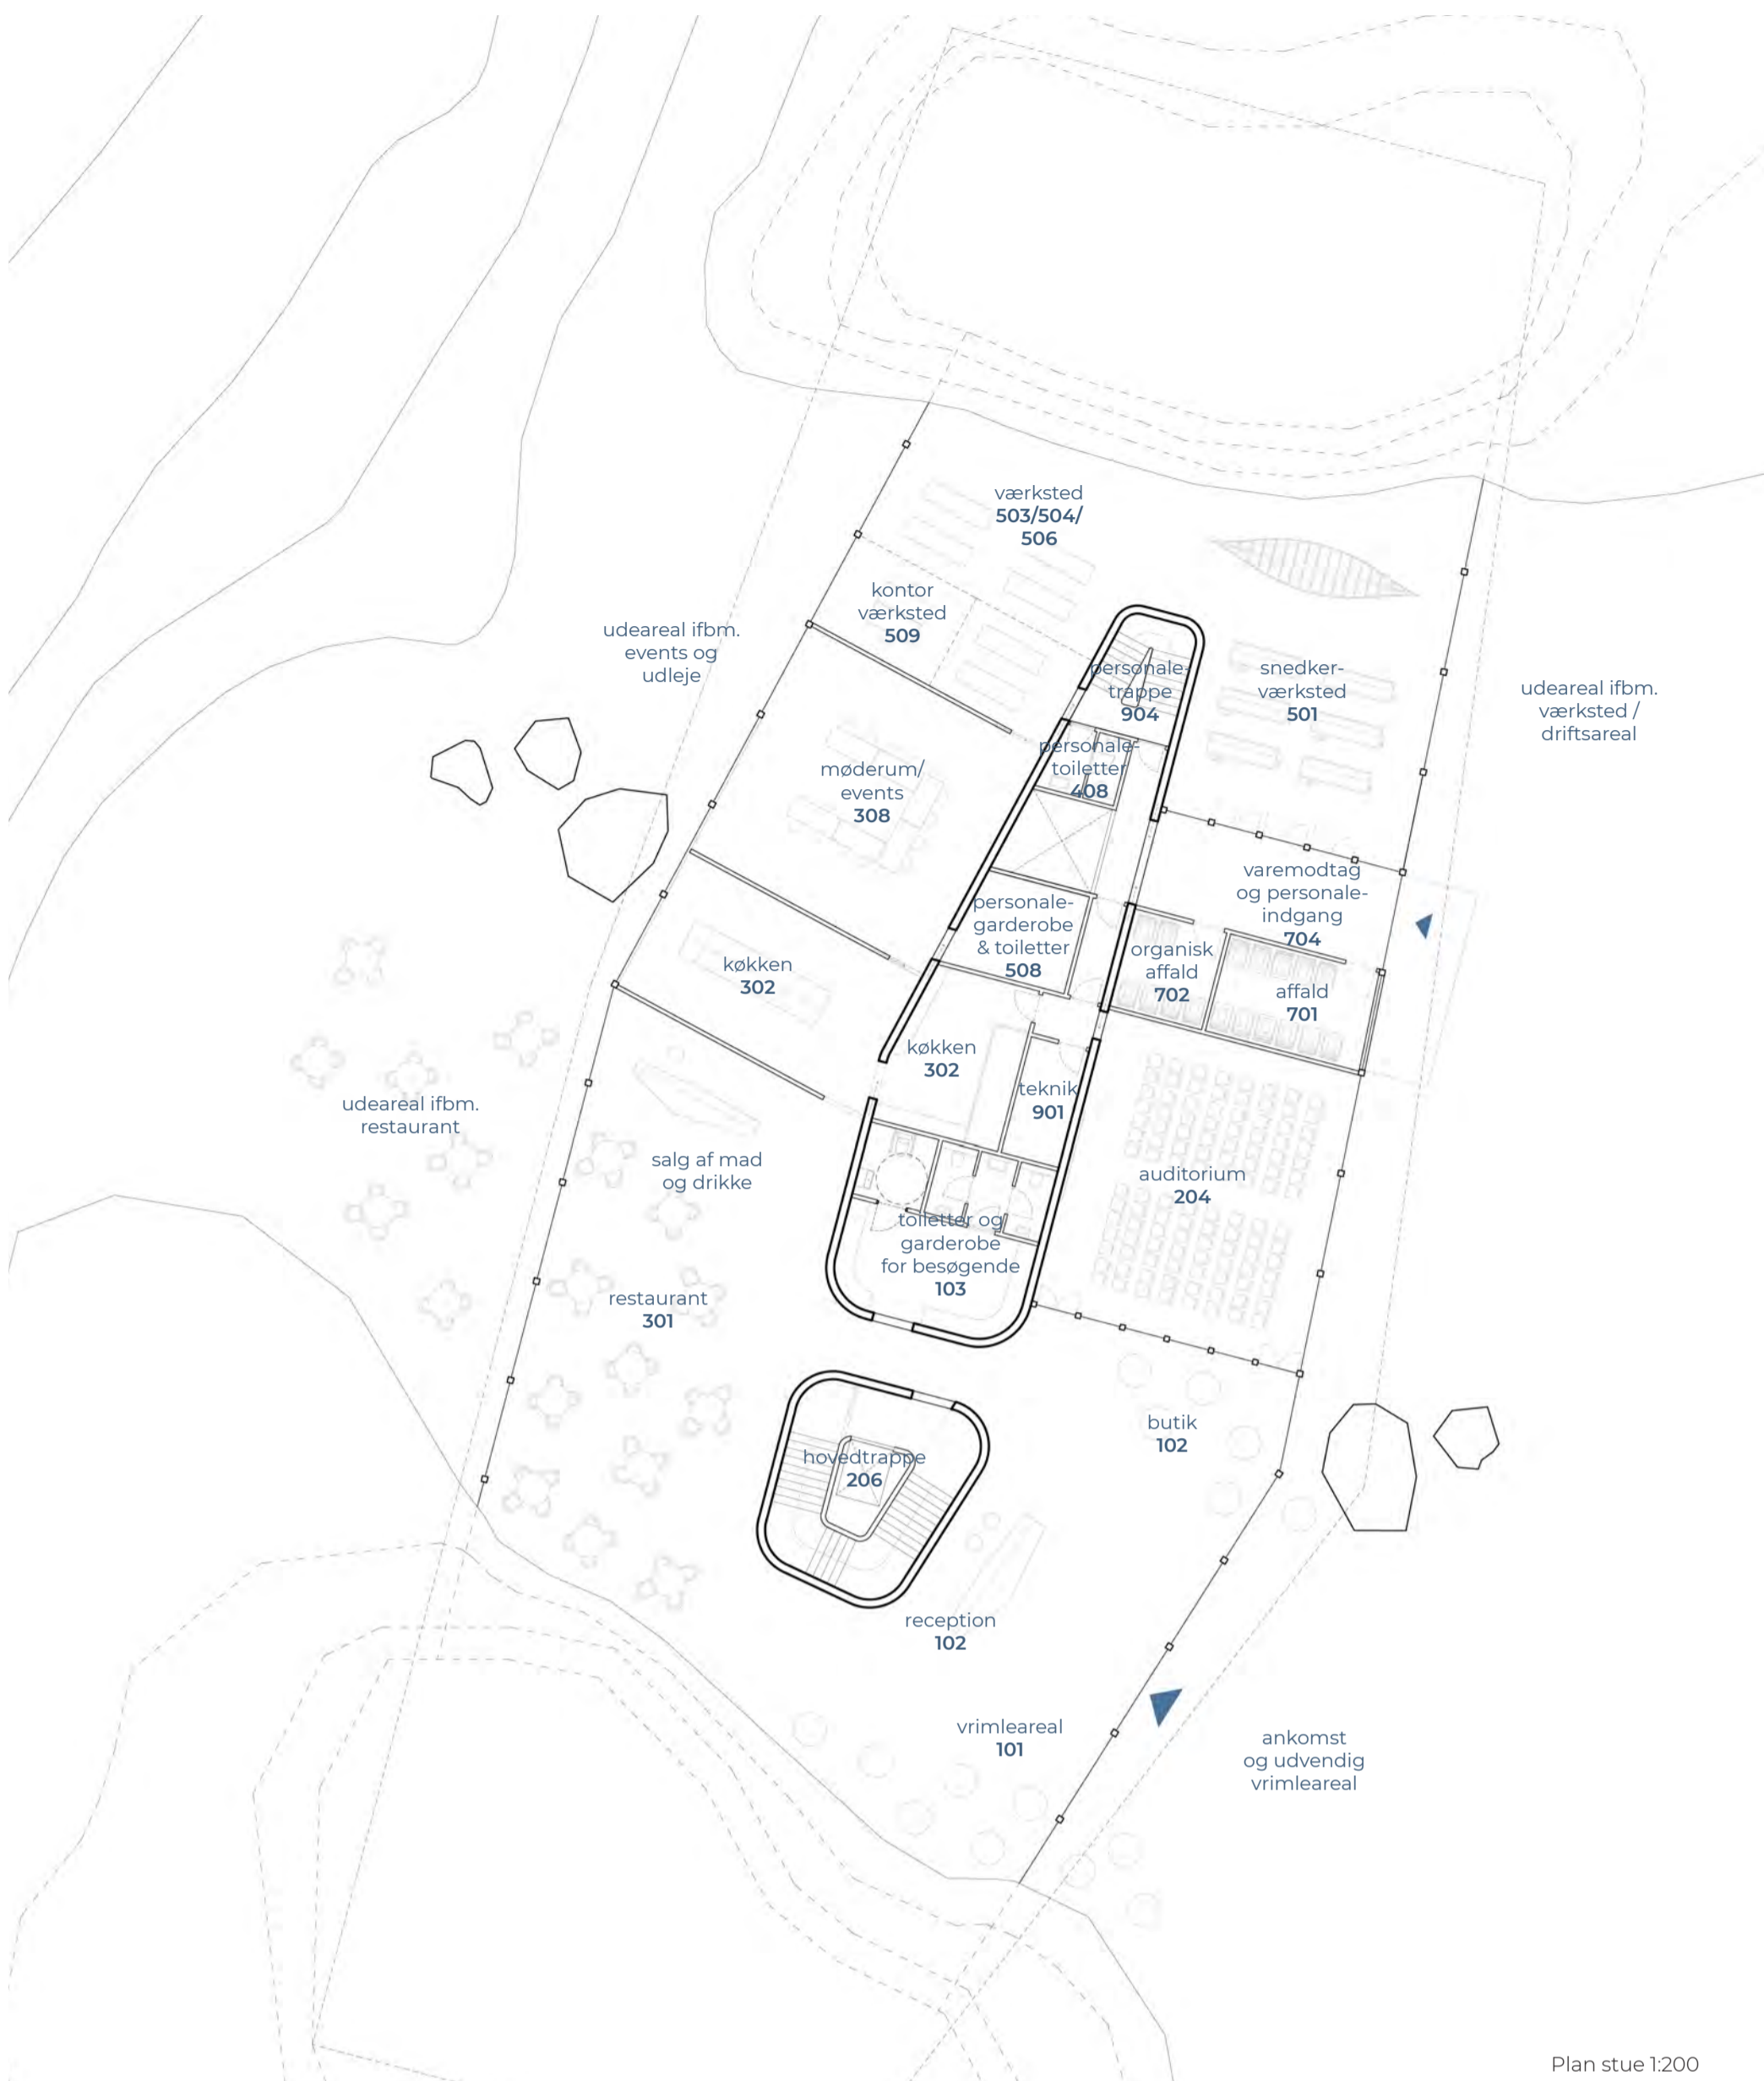 værksted
503/504/
506
kontor
værksted
509
udeareal ifbm.
events og
udleje
personale-
trappe
904
snedker-
værksted
501
udeareal ifbm.
værksted /
driftsareal
personale-
toiletter
408
møderum/
events
308
varemodtag
og personale-
indgang
704
personale-
garderobe
& toiletter
508
organisk
affald
702
affald
701
køkken
302
køkken
302
teknik
901
udeareal ifbm.
restaurant
salg af mad
og drikke
auditorium
204
toiletter og
garderobe
for besøgende
103
restaurant
301
butik
102
hovedtrappe
206
reception
102
vrimleareal
101
ankomst
og udvendig
vrimleareal
Plan stue 1:200